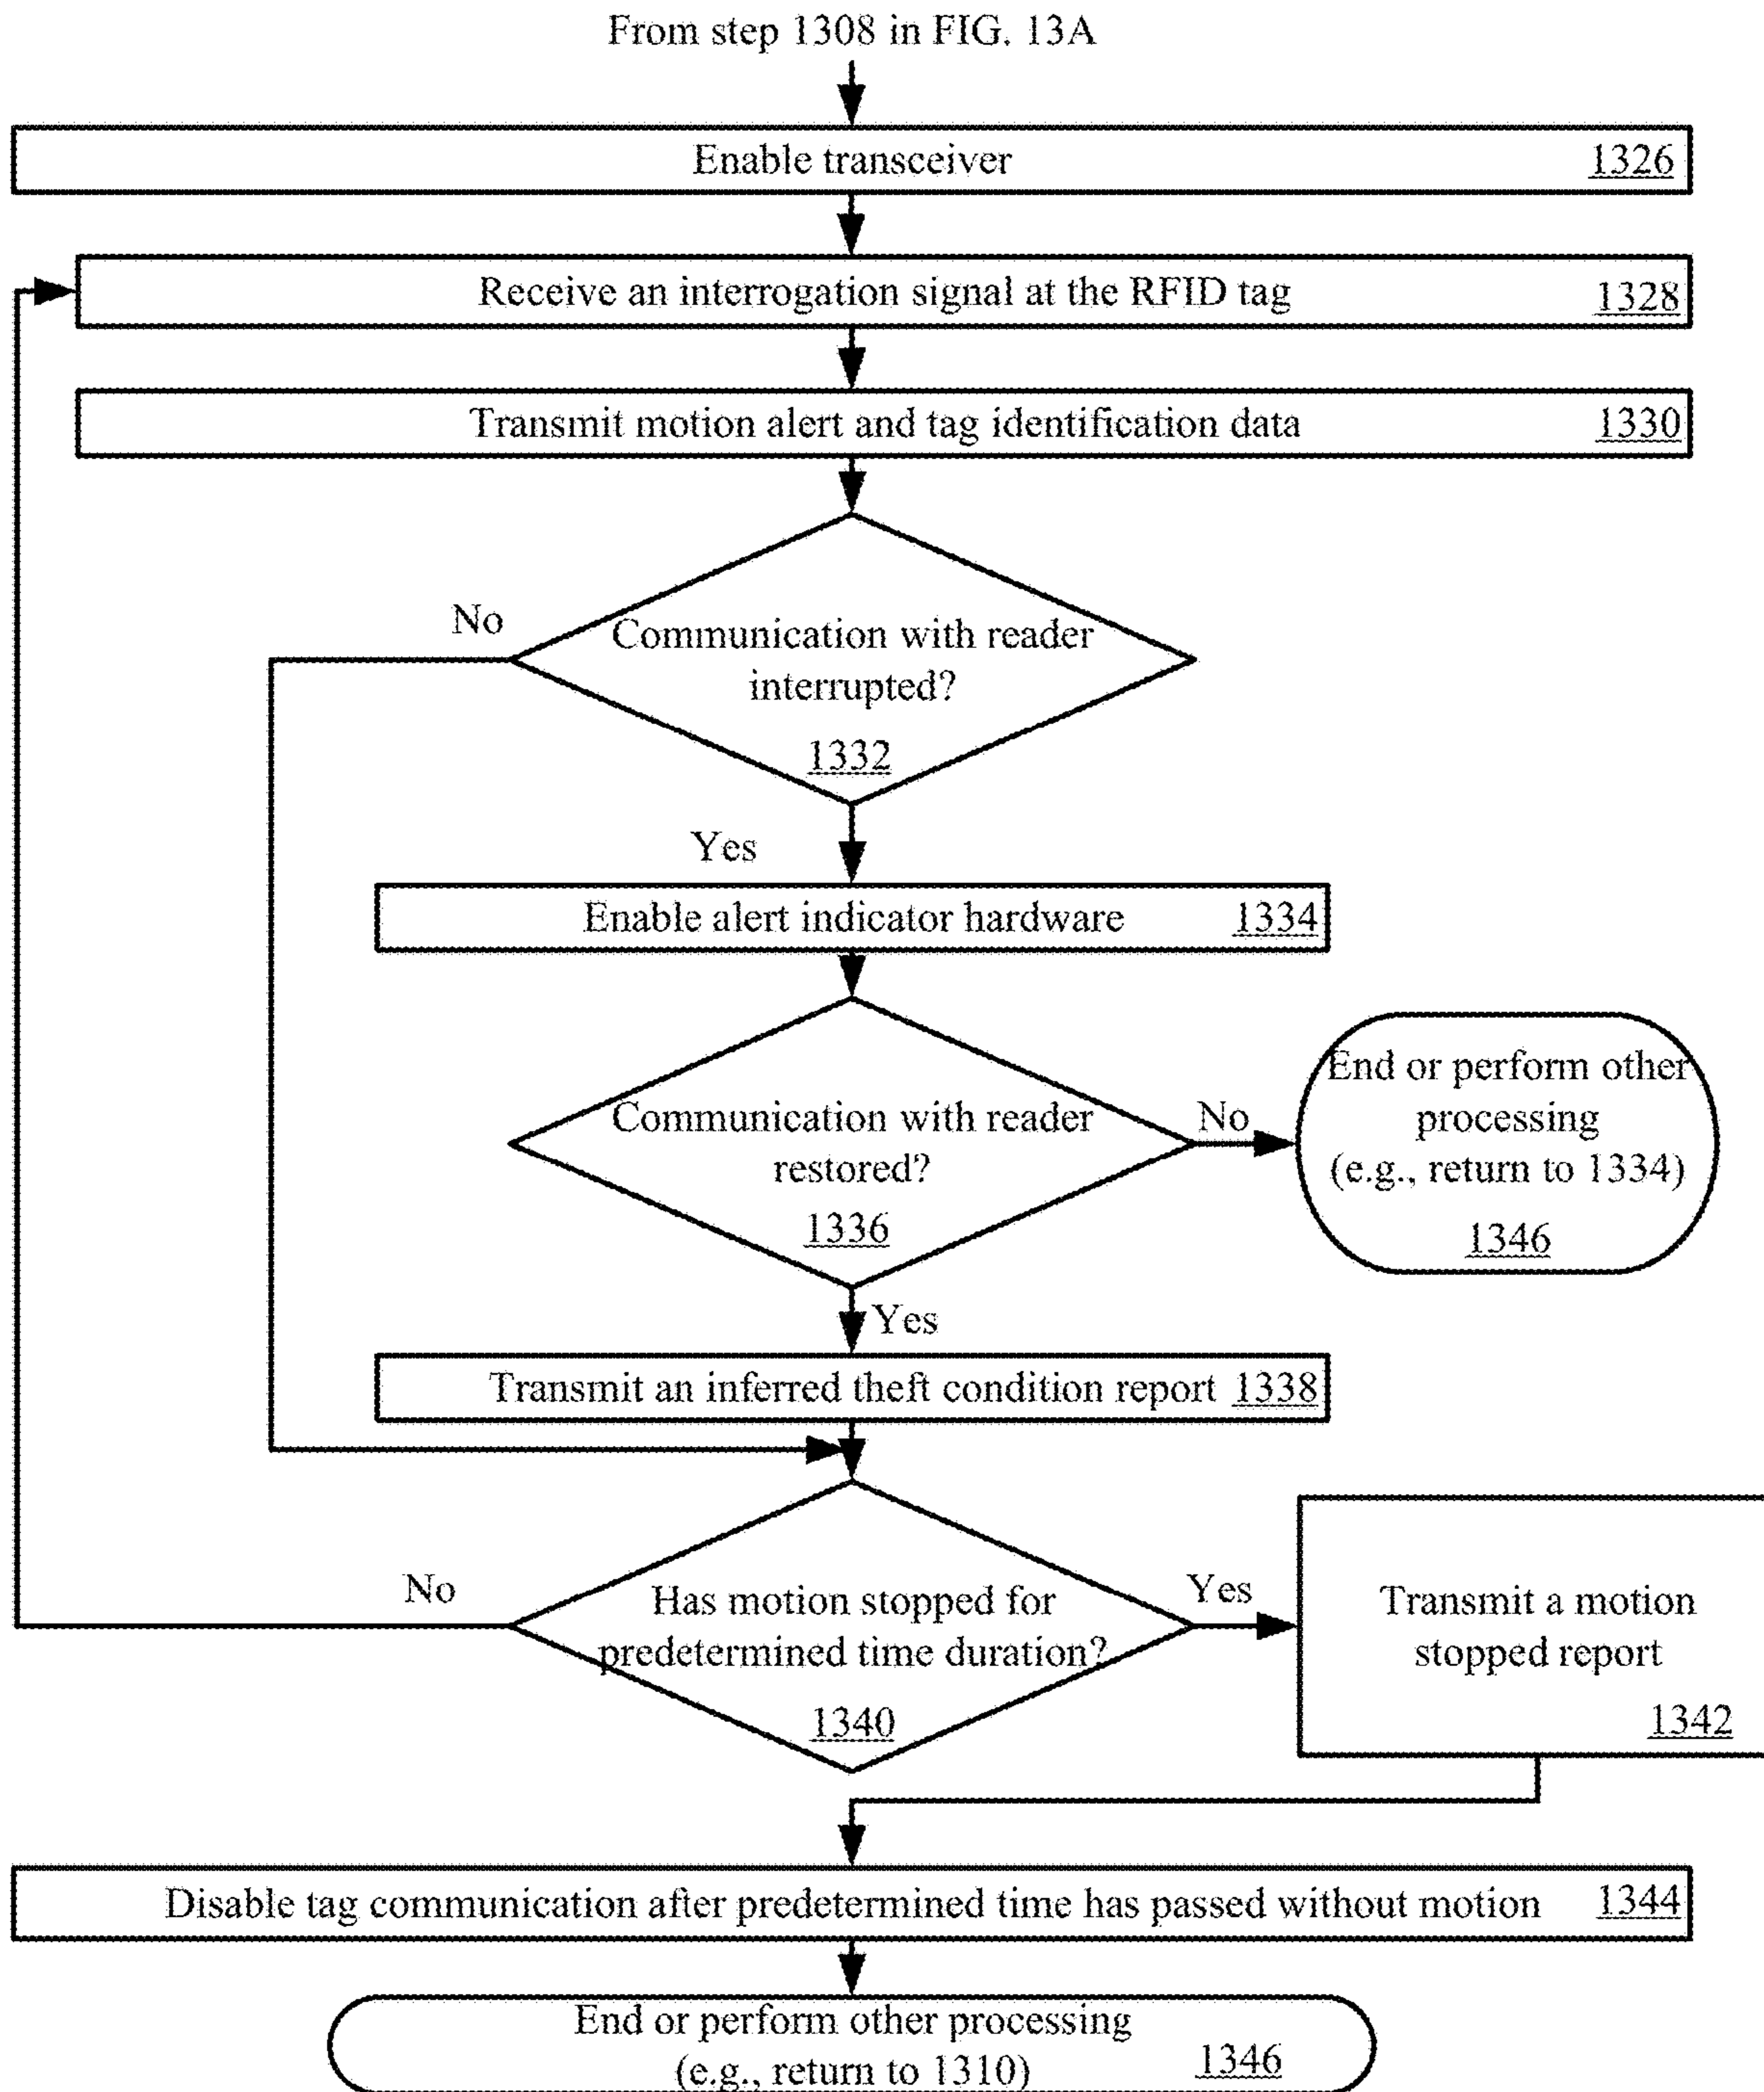 From step 1308 in FIG. 13A
Enable transceiver 1326
Receive an interrogation signal at the RFID tag 1328
Transmit motion alert and tag identification data 1330
No
Communication with reader
interrupted?
1332
Yes
Enable alert indicator hardware 1334
Communication with reader
restored?
1336
No
End or perform other
processing
(e.g., return to 1334)
1346
Yes
Transmit an inferred theft condition report 1338
No
Has motion stopped for
predetermined time duration?
1340
Yes
Transmit a motion
stopped report
1342
Disable tag communication after predetermined time has passed without motion 1344
End or perform other processing
(e.g., return to 1310) 1346